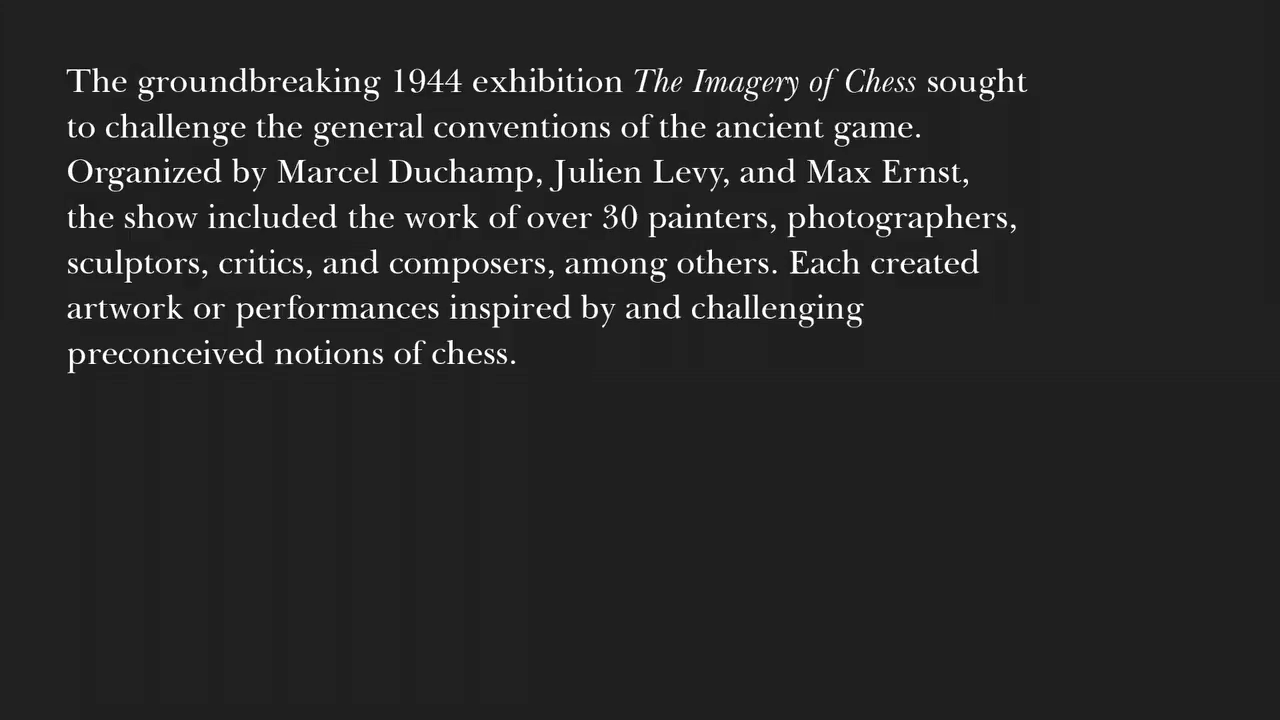 The groundbreaking 1944 exhibition The Imagery of Chess sought
to challenge the general conventions of the ancient game.
Organized by Marcel Duchamp, Julien Levy, and Max Ernst,
the show included the work of over 30 painters, photographers,
sculptors, critics, and composers, among others. Each created
artwork or performances inspired by and challenging
preconceived notions of chess.